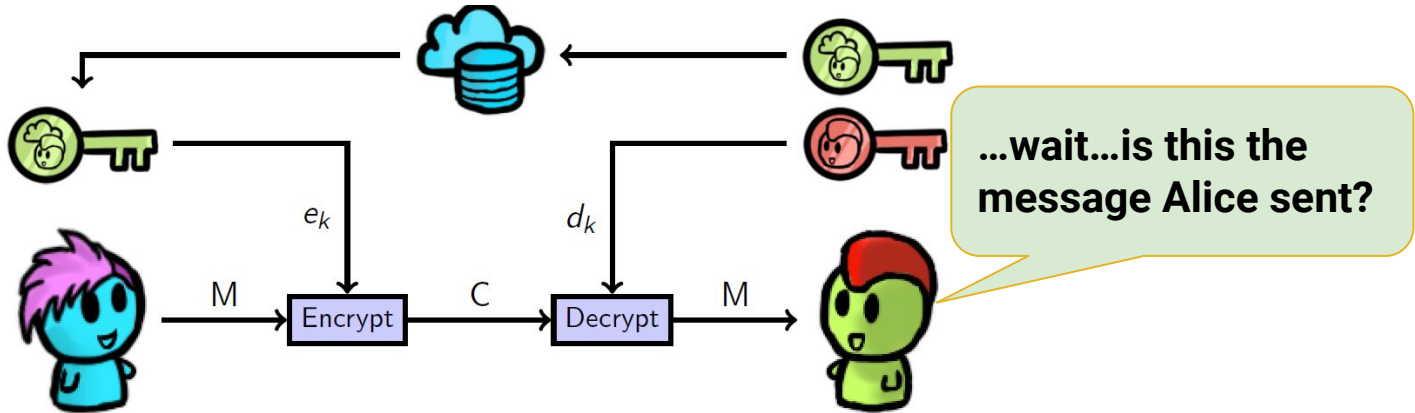 …wait…is this the
message Alice sent?
e_k
d_k
M
C
M
Encrypt
Decrypt